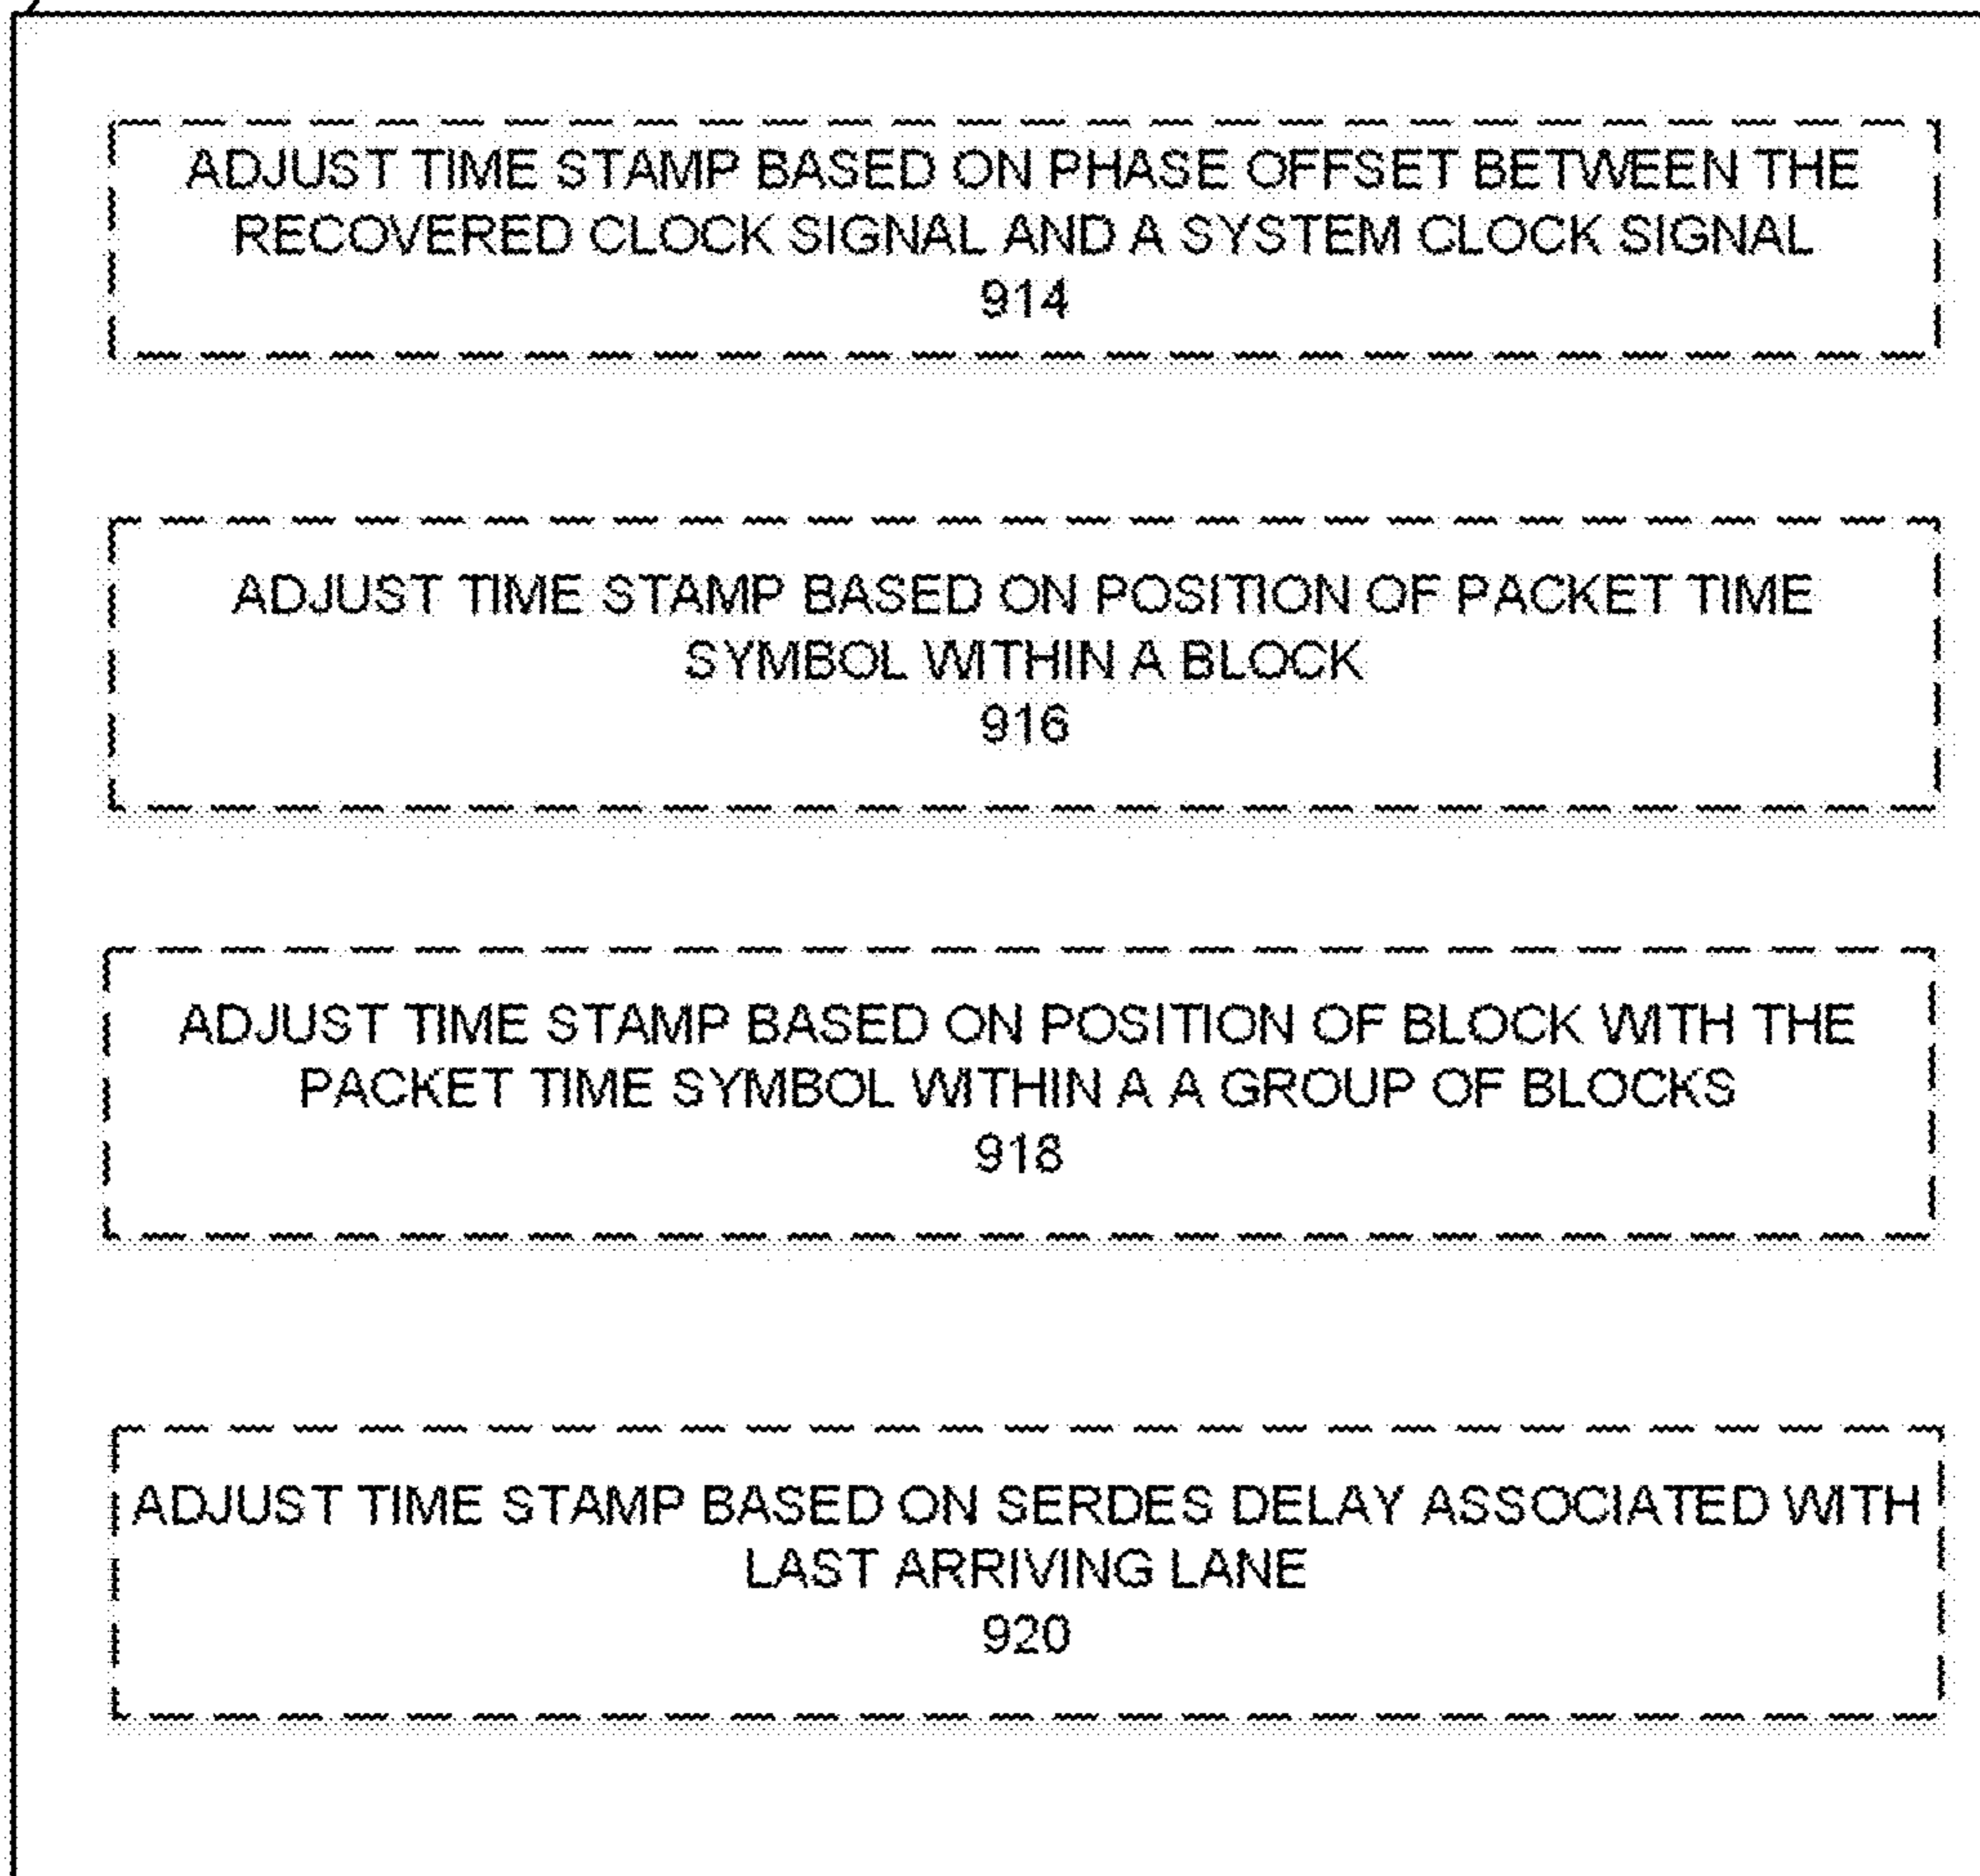 ADJUST TIME STAMP BASED ON PHASE OFFSET BETWEEN THE
RECOVERED CLOCK SIGNAL AND A SYSTEM CLOCK SIGNAL
914
ADJUST TIME STAMP BASED ON POSITION OF PACKET TIME
SYMBOL WITHIN A BLOCK
916
ADJUST TIME STAMP BASED ON POSITION OF BLOCK WITH THE
PACKET TIME SYMBOL WITHIN A A GROUP OF BLOCKS
918
ADJUST TIME STAMP BASED ON SERDES DELAY ASSOCIATED WITH
LAST ARRIVING LANE
920